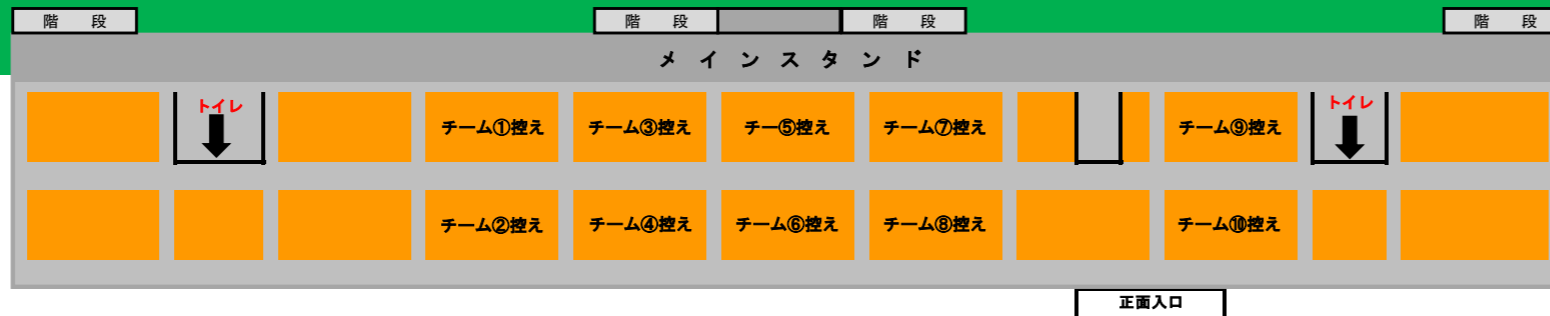 階 段
階 段
階 段
階 段
メインスタンド
トイレ
トイレ
チーム①控え
チーム③控え
チー⑤控え
チーム⑦控え
チーム⑨控え
チーム②控え
チーム④控え
チーム⑥控え
チーム⑧控え
チーム⑩控え
正面入口